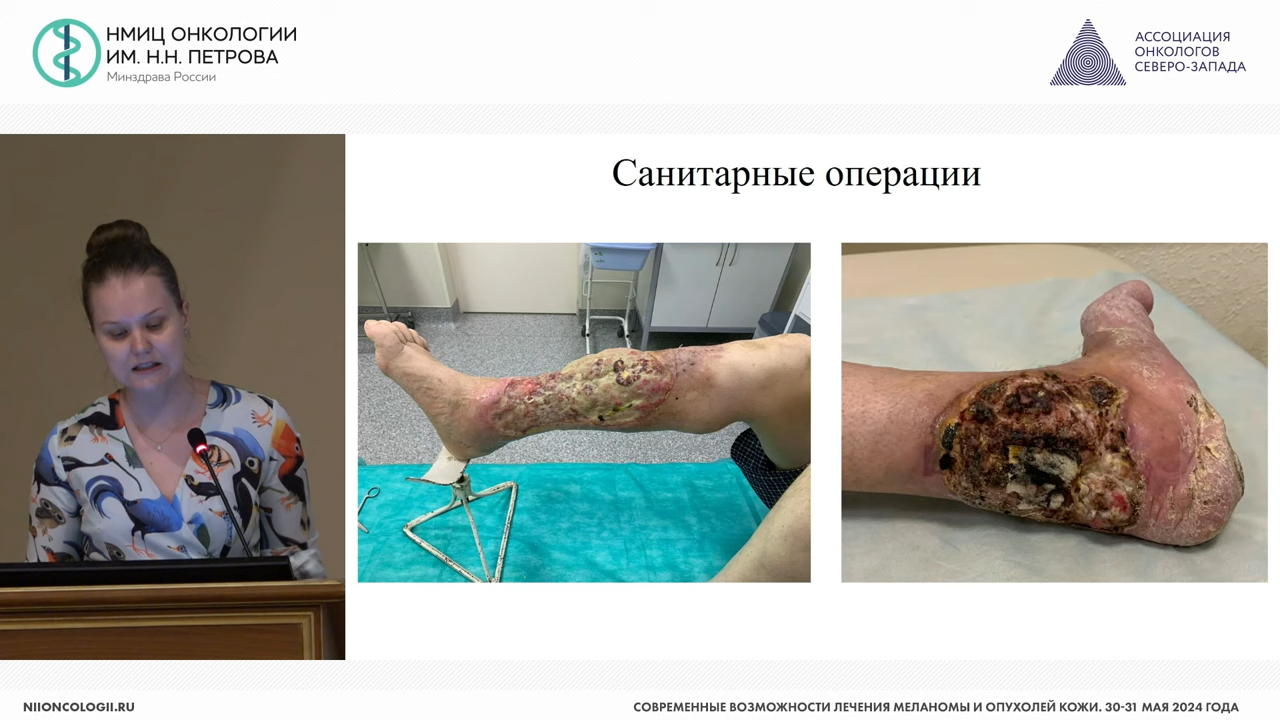 НМИЦ ОНКОЛОГИИ
ИМ. Н.Н. ПЕТРОВА
Минздрава России
АССОЦИАЦИЯ
ОНКОЛОГОВ
СЕВЕРО-ЗАПАДА
Санитарные операции
NIIONCOLOGII.RU
СОВРЕМЕННЫЕ ВОЗМОЖНОСТИ ЛЕЧЕНИЯ МЕЛАНОМЫ И ОПУХОЛЕЙ КОЖИ. 30-31 МАЯ 2024 ГОДА